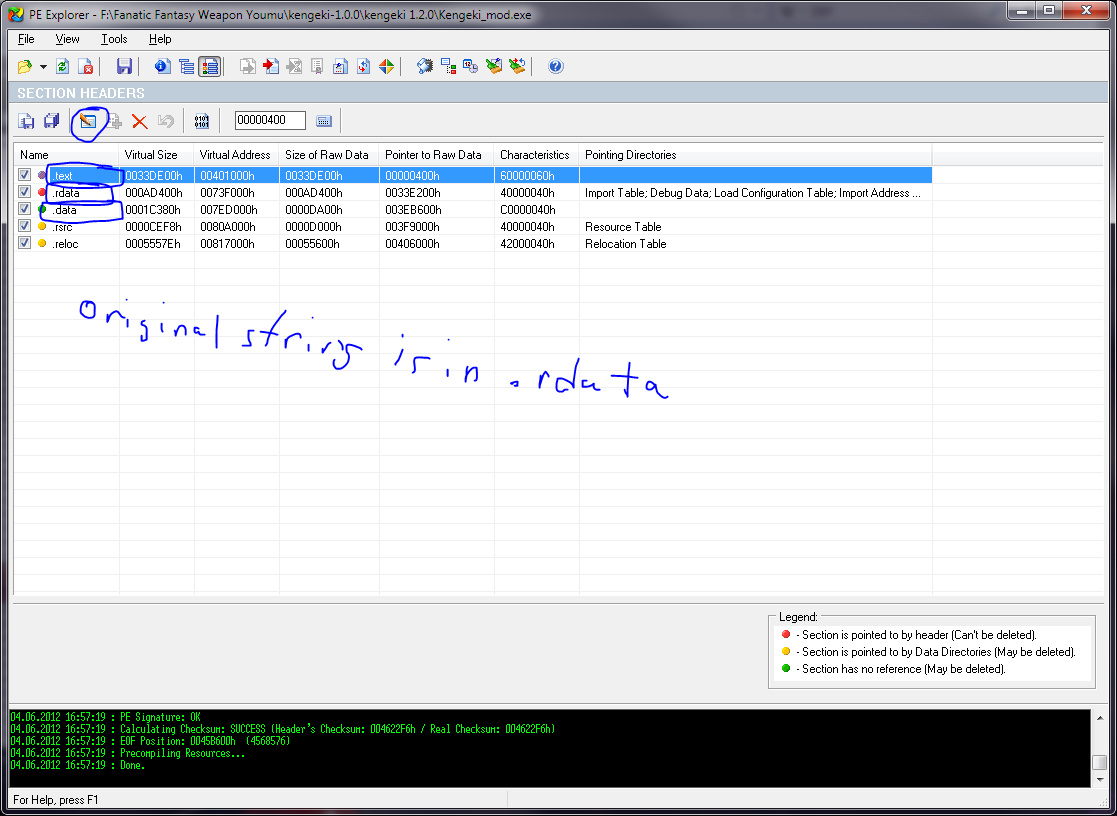 PE Explorer - F:\Fanatic Fantasy Weapon Youmu\kengeki-1.0.0\kengeki 1.2.0\Kengeki_mod.exe
File View Tools Help
SECTION HEADERS
00000400
Name Virtual Size Virtual Address Size of Raw Data Pointer to Raw Data Characteristics Pointing Directories
.text 0033DE00h 00401000h 0033DE00h 00000400h 60000060h
.rdata 000AD400h 0073F000h 000AD400h 0033E200h 40000040h Import Table; Debug Data; Load Configuration Table; Import Address ...
.data 0001C380h 007ED000h 0000DA00h 003EB600h C0000040h
.rsrc 0000CEF8h 0080A000h 0000D000h 003F9000h 40000040h Resource Table
.reloc 0005557Eh 00817000h 00055600h 00406000h 42000040h Relocation Table
Original string is in .rdata
Legend:
- Section is pointed to by header (Can't be deleted).
- Section is pointed to by Data Directories (May be deleted).
- Section has no reference (May be deleted).
04.06.2012 16:57:19 : PE Signature: OK
04.06.2012 16:57:19 : Calculating Checksum: SUCCESS (Header's Checksum: 004622F6h / Real Checksum: 004622F6h)
04.06.2012 16:57:19 : EOF Position: 0045B600h (4568576)
04.06.2012 16:57:19 : Precompiling Resources...
04.06.2012 16:57:19 : Done.
For Help, press F1